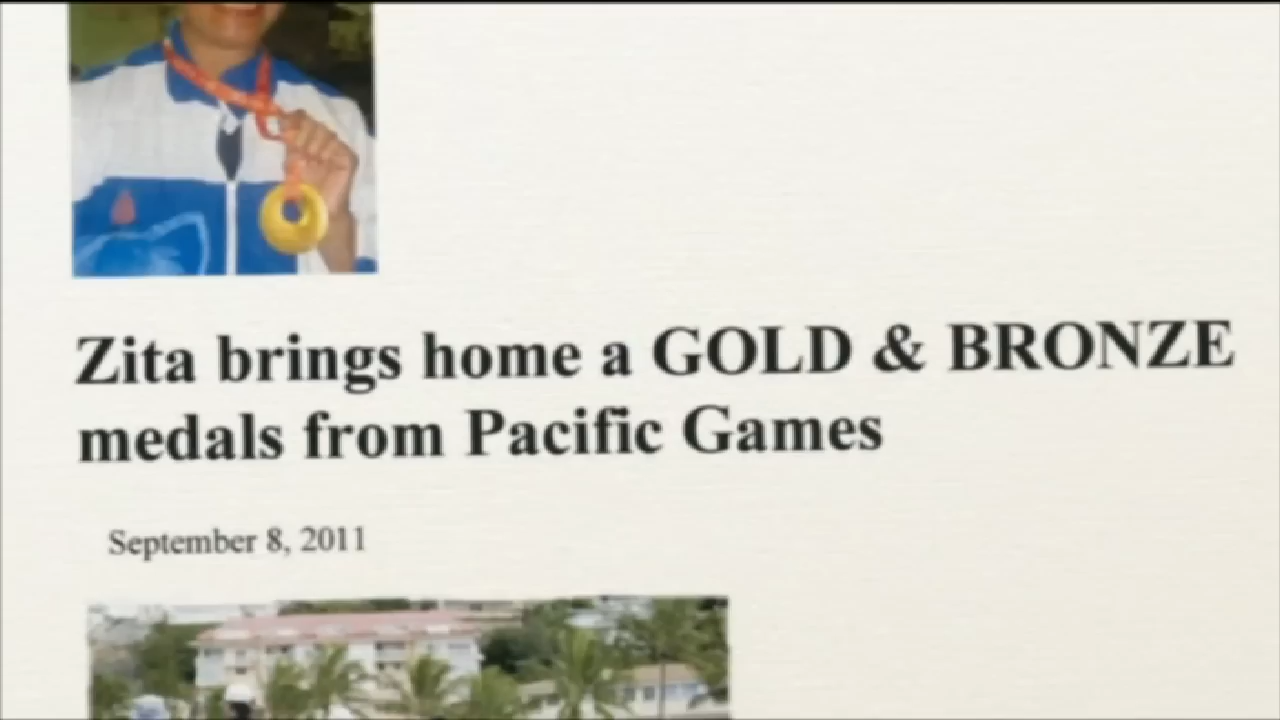 Zita brings home a GOLD & BRONZE
medals from Pacific Games
September 8, 2011